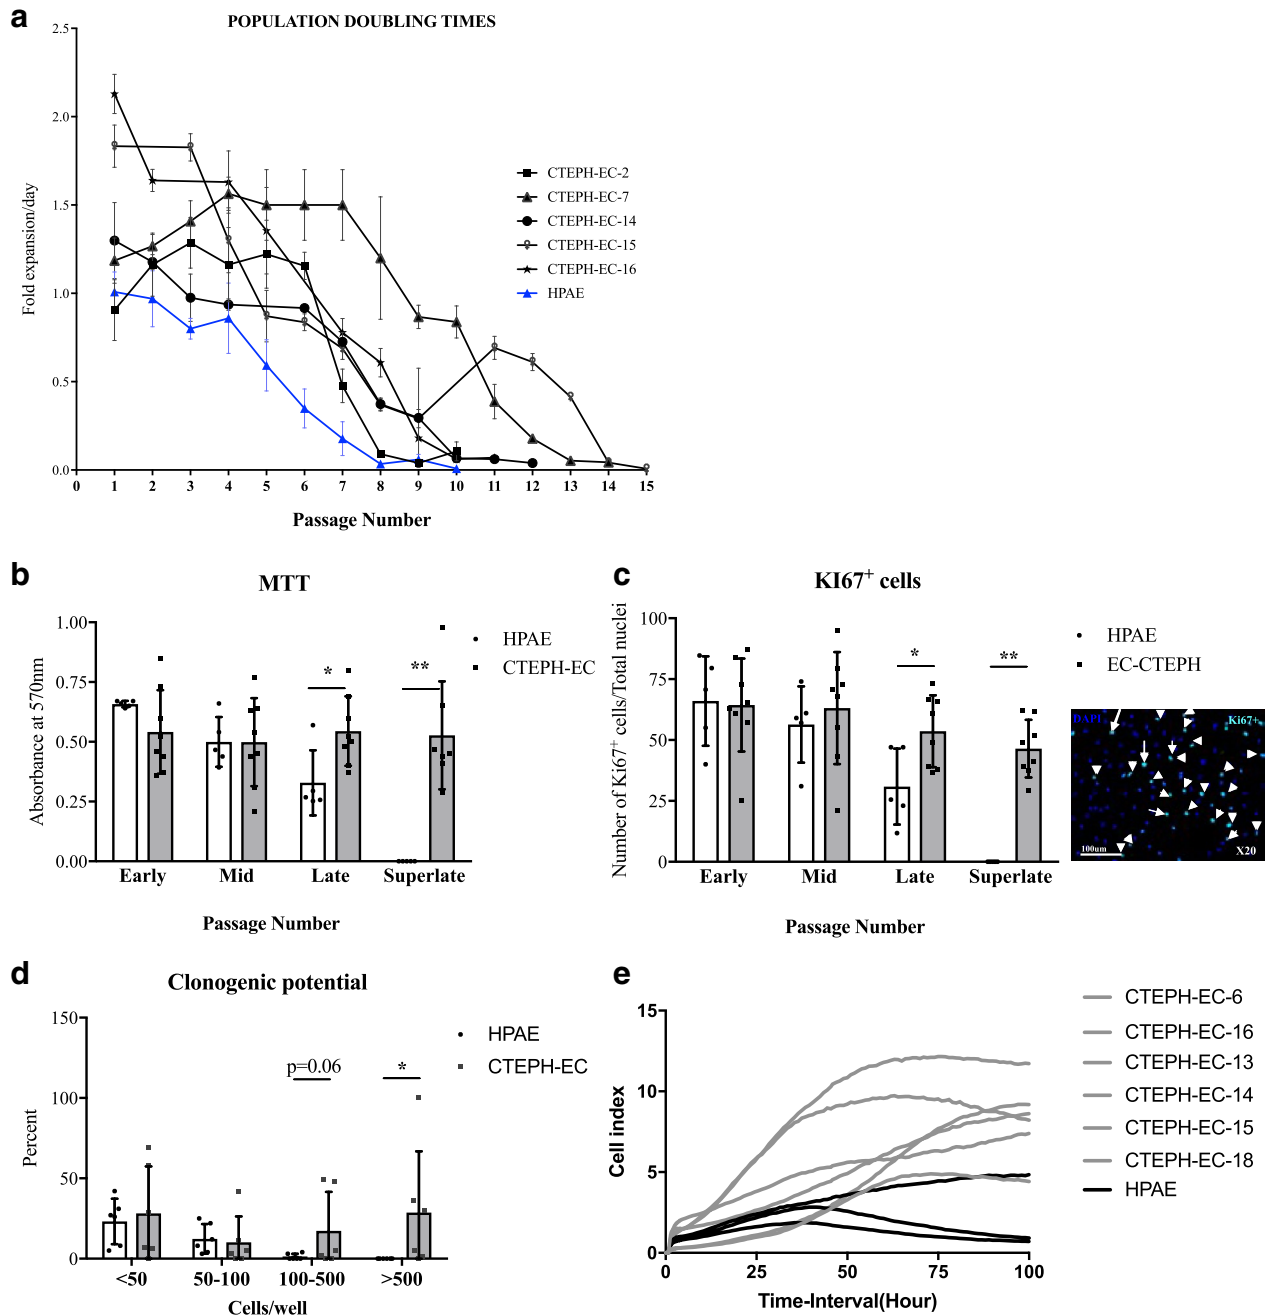 a
POPULATION DOUBLING TIMES
2.5
2.0
1.5
1.0
0.5
0.0
Fold expansion/day
CTEPH-EC-2
CTEPH-EC-7
CTEPH-EC-14
CTEPH-EC-15
CTEPH-EC-16
HPAE
0 1 2 3 4 5 6 7 8 9 10 11 12 13 14 15
Passage Number
b
MTT
1.00
0.75
0.50
0.25
0.00
Absorbance at 570nm
HPAE
CTEPH-EC
*
**
Early Mid Late Superlate
Passage Number
c
KI67+ cells
100
75
50
25
0
Number of Ki67+ cells/Total nuclei
HPAE
EC-CTEPH
*
**
Early Mid Late Superlate
Passage Number
DAPI
Ki67+
100um
X20
d
Clonogenic potential
150
100
50
0
Percent
HPAE
CTEPH-EC
p=0.06
*
<50 50-100 100-500 >500
Cells/well
e
15
10
5
0
Cell index
CTEPH-EC-6
CTEPH-EC-16
CTEPH-EC-13
CTEPH-EC-14
CTEPH-EC-15
CTEPH-EC-18
HPAE
0 25 50 75 100
Time-Interval(Hour)